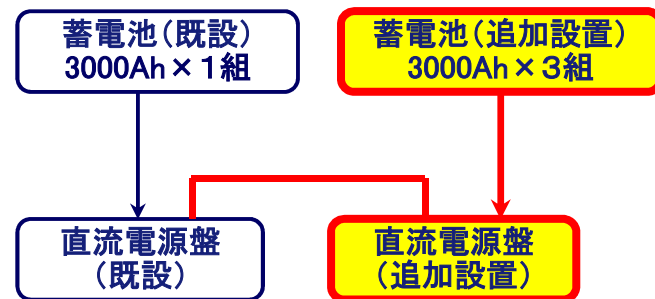 蓄電池（既設）
3000Ah×１組
蓄電池（追加設置）
3000Ah×３組
直流電源盤
（既設）
直流電源盤
（追加設置）